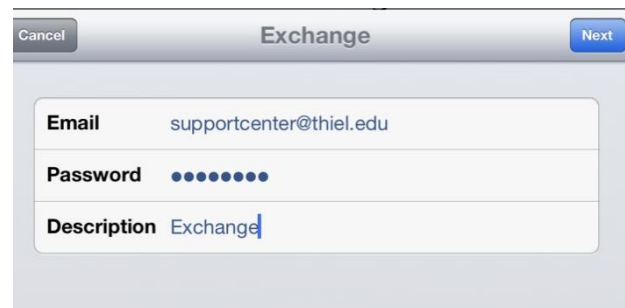 Cancel Exchange Next
Email supportcenter@thiel.edu
Password ●●●●●●●●
Description Exchange